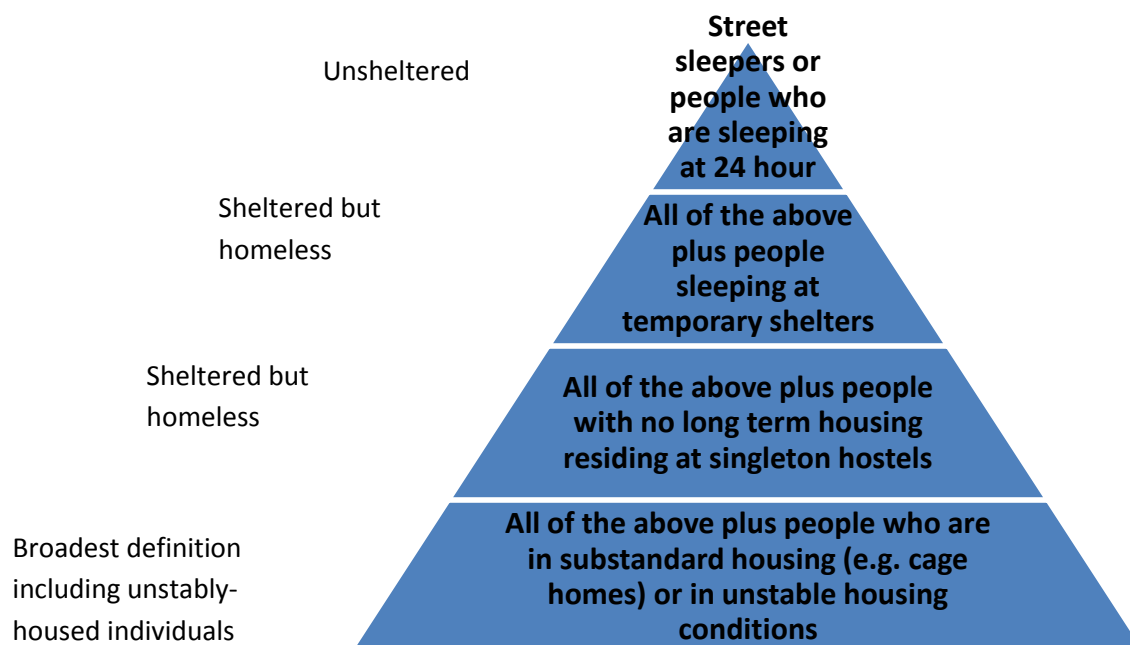 Unsheltered
Street
sleepers or
people who
are sleeping
at 24 hour
Sheltered but
homeless
All of the above
plus people
sleeping at
temporary shelters
Sheltered but
homeless
All of the above plus people
with no long term housing
residing at singleton hostels
Broadest definition
including unstably-
housed individuals
All of the above plus people who are
in substandard housing (e.g. cage
homes) or in unstable housing
conditions